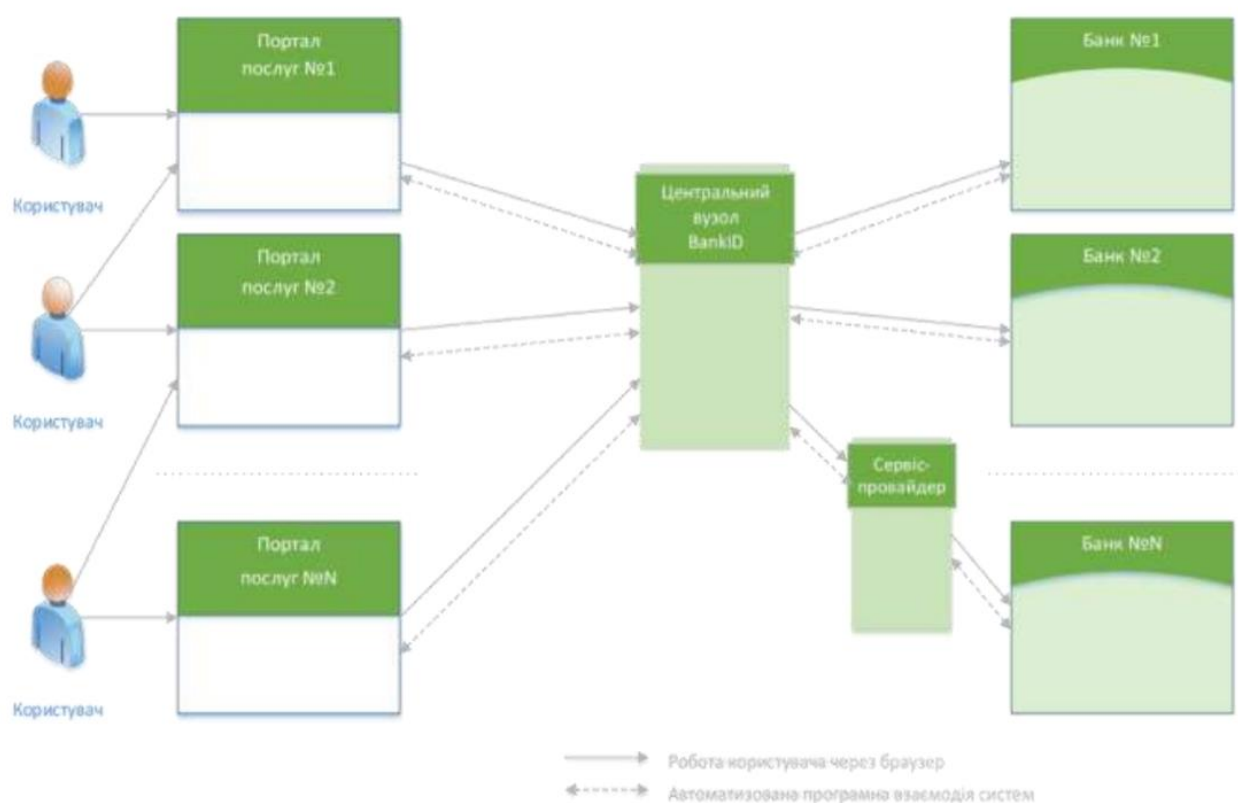 Портал
послуг №1
Банк №1
Користувач
Центральний
вузол
BankID
Портал
послуг №2
Банк №2
Користувач
Сервіс-
провайдер
Портал
послуг №N
Банк №N
Користувач
Робота користувача через браузер
Автоматизована програмна взаємодія систем